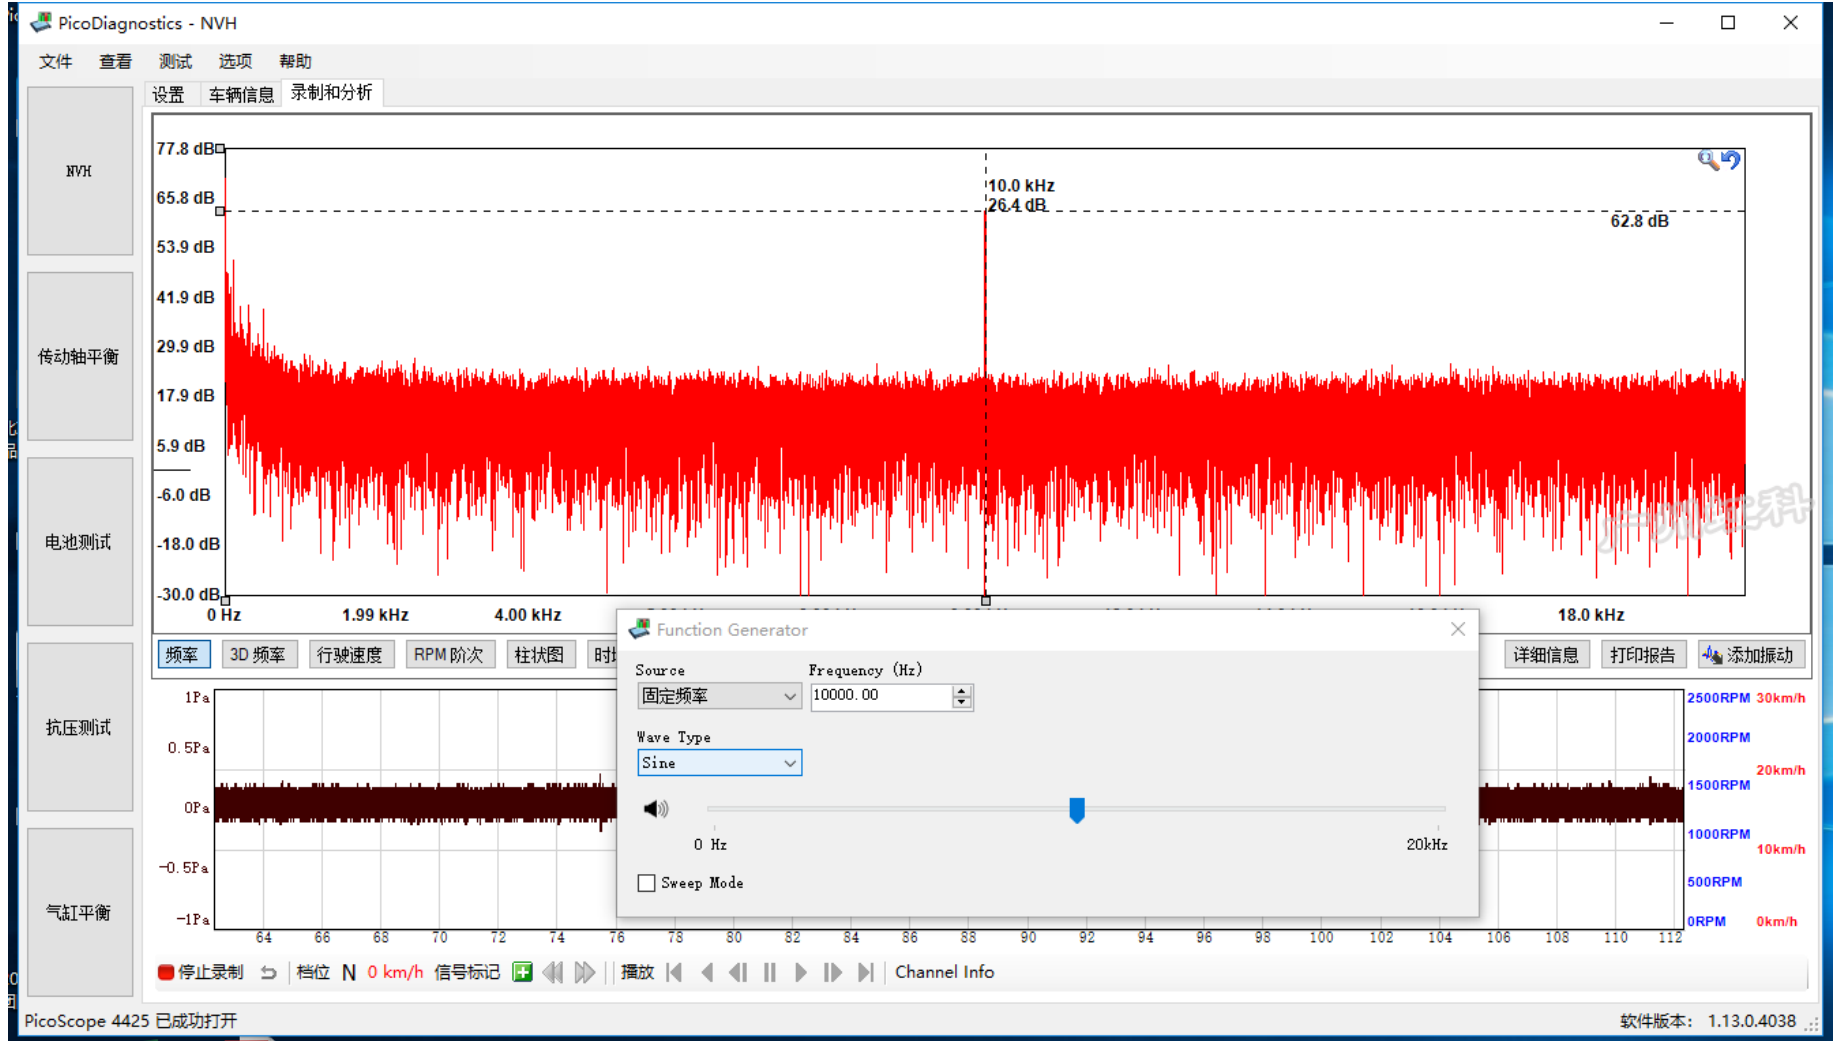 PicoDiagnostics - NVH
文件 查看 测试 选项 帮助
设置 车辆信息 录制和分析
NVH
传动轴平衡
电池测试
抗压测试
气缸平衡
77.8 dB
65.8 dB
53.9 dB
41.9 dB
29.9 dB
17.9 dB
5.9 dB
-6.0 dB
-18.0 dB
-30.0 dB
10.0 kHz
26.4 dB
62.8 dB
0 Hz 1.99 kHz 4.00 kHz 18.0 kHz
频率 3D 频率 行驶速度 RPM 阶次 柱状图 详细信息 打印报告 添加振动
Function Generator
Source Frequency (Hz)
固定频率 10000.00
Wave Type
Sine
0 Hz 20kHz
Sweep Mode
1Pa
0.5Pa
0Pa
-0.5Pa
-1Pa
2500RPM 30km/h
2000RPM
20km/h
1500RPM
1000RPM
10km/h
500RPM
0RPM 0km/h
64 66 68 70 72 74 76 78 80 82 84 86 88 90 92 94 96 98 100 102 104 106 108 110 112
停止录制 档位 N 0 km/h 信号标记 播放 Channel Info
PicoScope 4425 已成功打开 软件版本: 1.13.0.4038